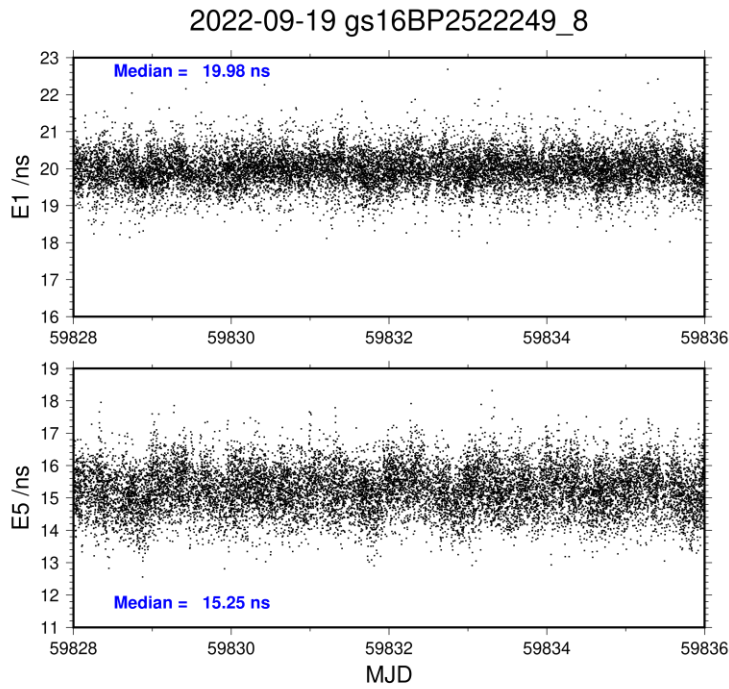 2022-09-19 gs16BP2522249_8
23
Median = 19.98 ns
22
21
20
19
18
17
16
E1 /ns
59828 59830 59832 59834 59836
19
18
17
16
15
14
13
12
Median = 15.25 ns
11
E5 /ns
59828 59830 59832 59834 59836
MJD